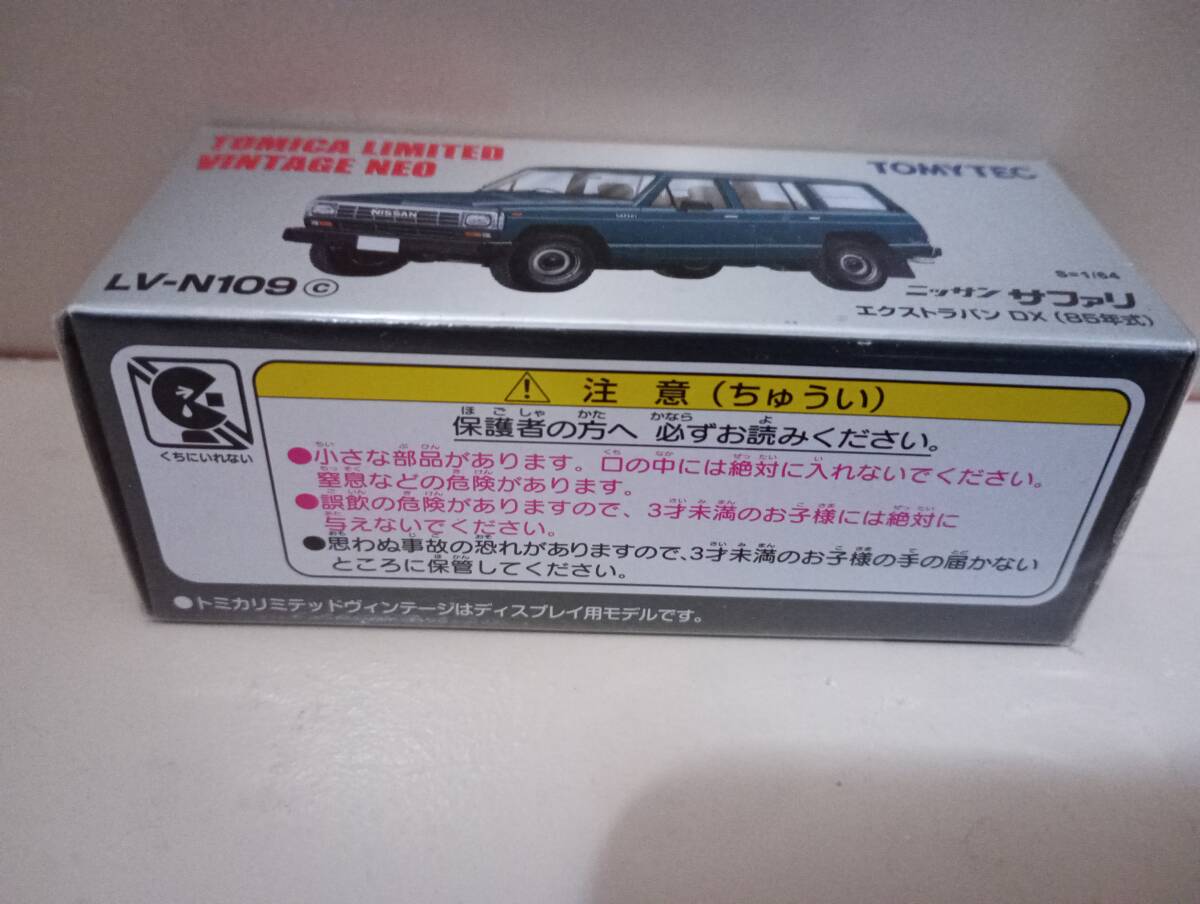 TOMICA LIMITED
VINTAGE NEO
TOMYTEC
NISSAN
LV-N109 ⓒ
S=1/64
ニッサン サファリ
エクストラバン DX (85年式)
⚠ 注 意 (ちゅうい)
保護者の方へ 必ずお読みください。
くちにいれない
●小さな部品があります。口の中には絶対に入れないでください。
窒息などの危険があります。
●誤飲の危険がありますので、3才未満のお子様には絶対に
与えないでください。
●思わぬ事故の恐れがありますので、3才未満のお子様の手の届かない
ところに保管してください。
●トミカリミテッドヴィンテージはディスプレイ用モデルです。